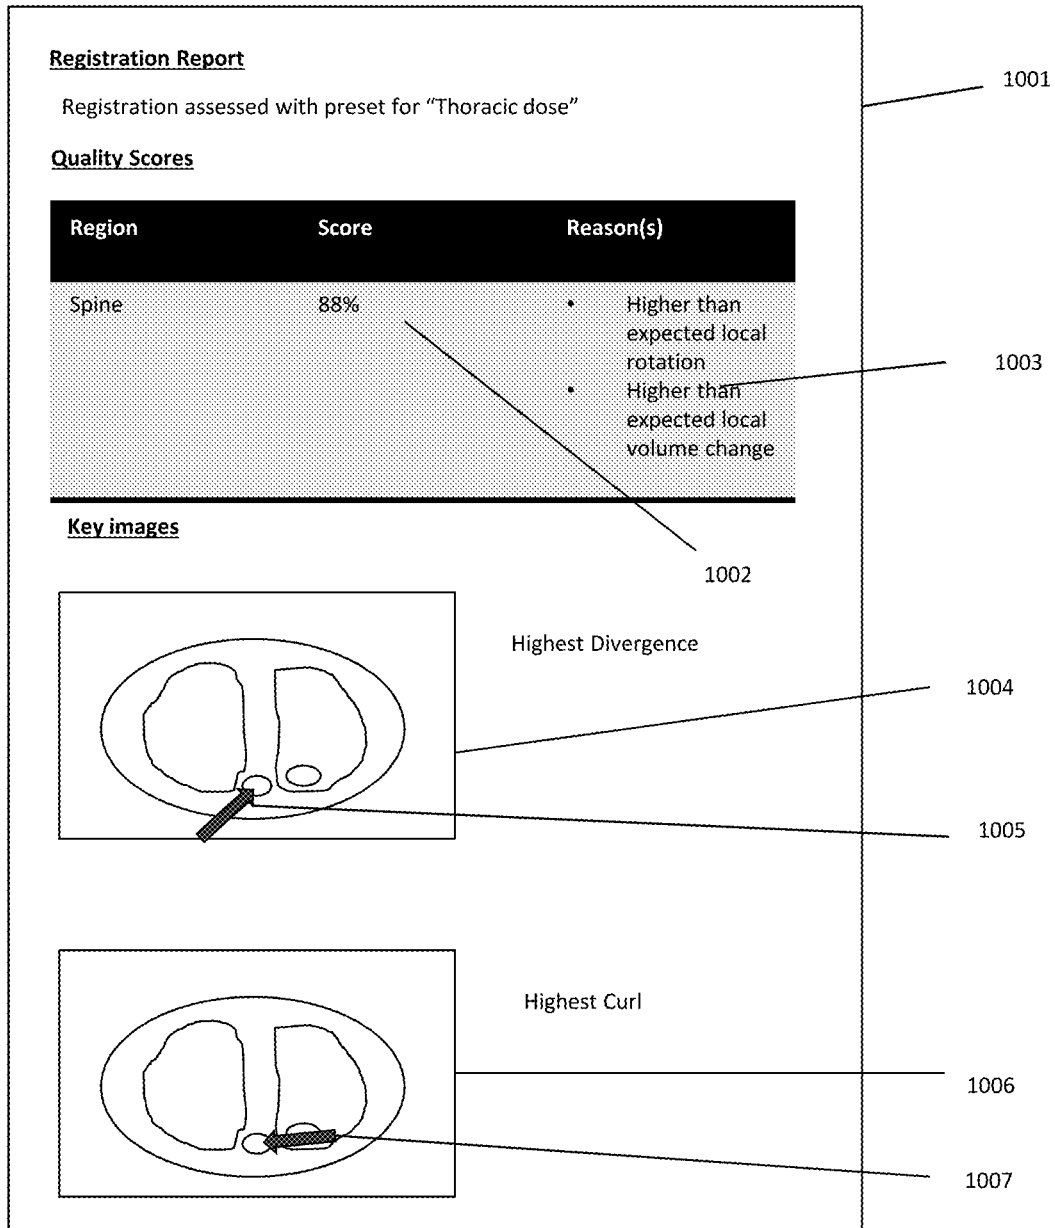 Registration Report
1001
Registration assessed with preset for “Thoracic dose”
Quality Scores
Region Score Reason(s)
Spine 88% • Higher than
expected local
rotation
1003
• Higher than
expected local
volume change
Key images
1002
Highest Divergence
1004
1005
Highest Curl
1006
1007